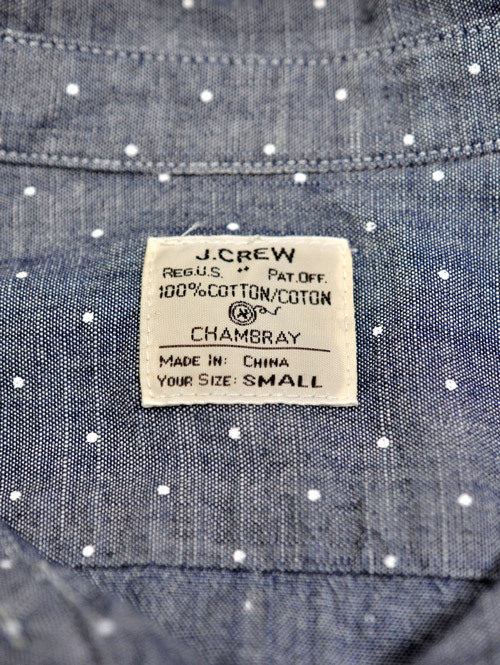 J.CREW
REG.U.S. PAT.OFF.
100%COTTON/COTON
CHAMBRAY
MADE IN: CHINA
YOUR SIZE: SMALL